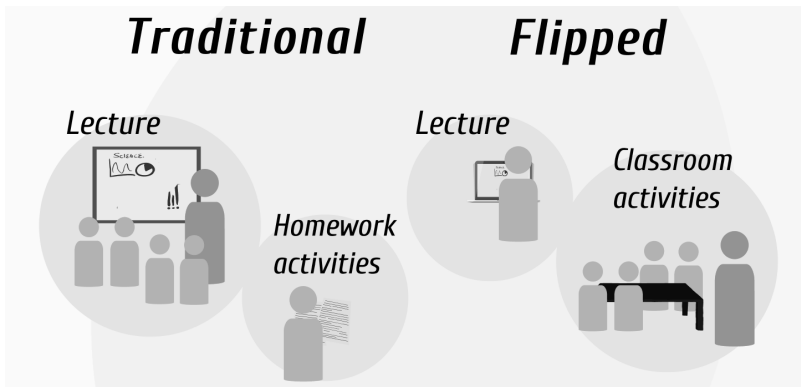 Traditional
Flipped
Lecture
SCIENCE
Homework
activities
Lecture
Classroom
activities